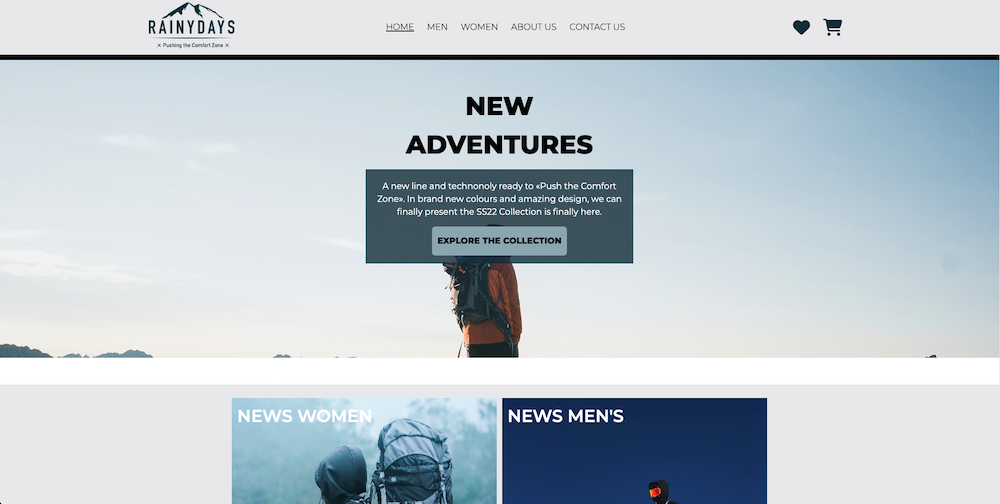 RAINYDAYS
× Pushing the Comfort Zone ×
HOME MEN WOMEN ABOUT US CONTACT US
NEW
ADVENTURES
A new line and technonoly ready to «Push the Comfort
Zone». In brand new colours and amazing design, we can
finally present the SS22 Collection is finally here.
EXPLORE THE COLLECTION
NEWS WOMEN
NEWS MEN'S